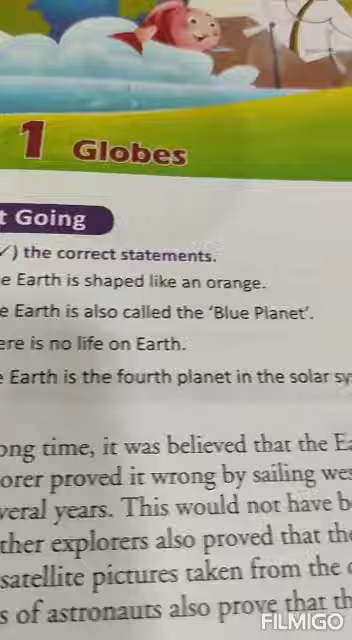 1 Globes
t Going
✓) the correct statements.
e Earth is shaped like an orange.
e Earth is also called the ‘Blue Planet’.
ere is no life on Earth.
e Earth is the fourth planet in the solar sy
ong time, it was believed that the Ea
orer proved it wrong by sailing wes
veral years. This would not have b
ther explorers also proved that the
satellite pictures taken from the
s of astronauts also prove that th
FILMIGO